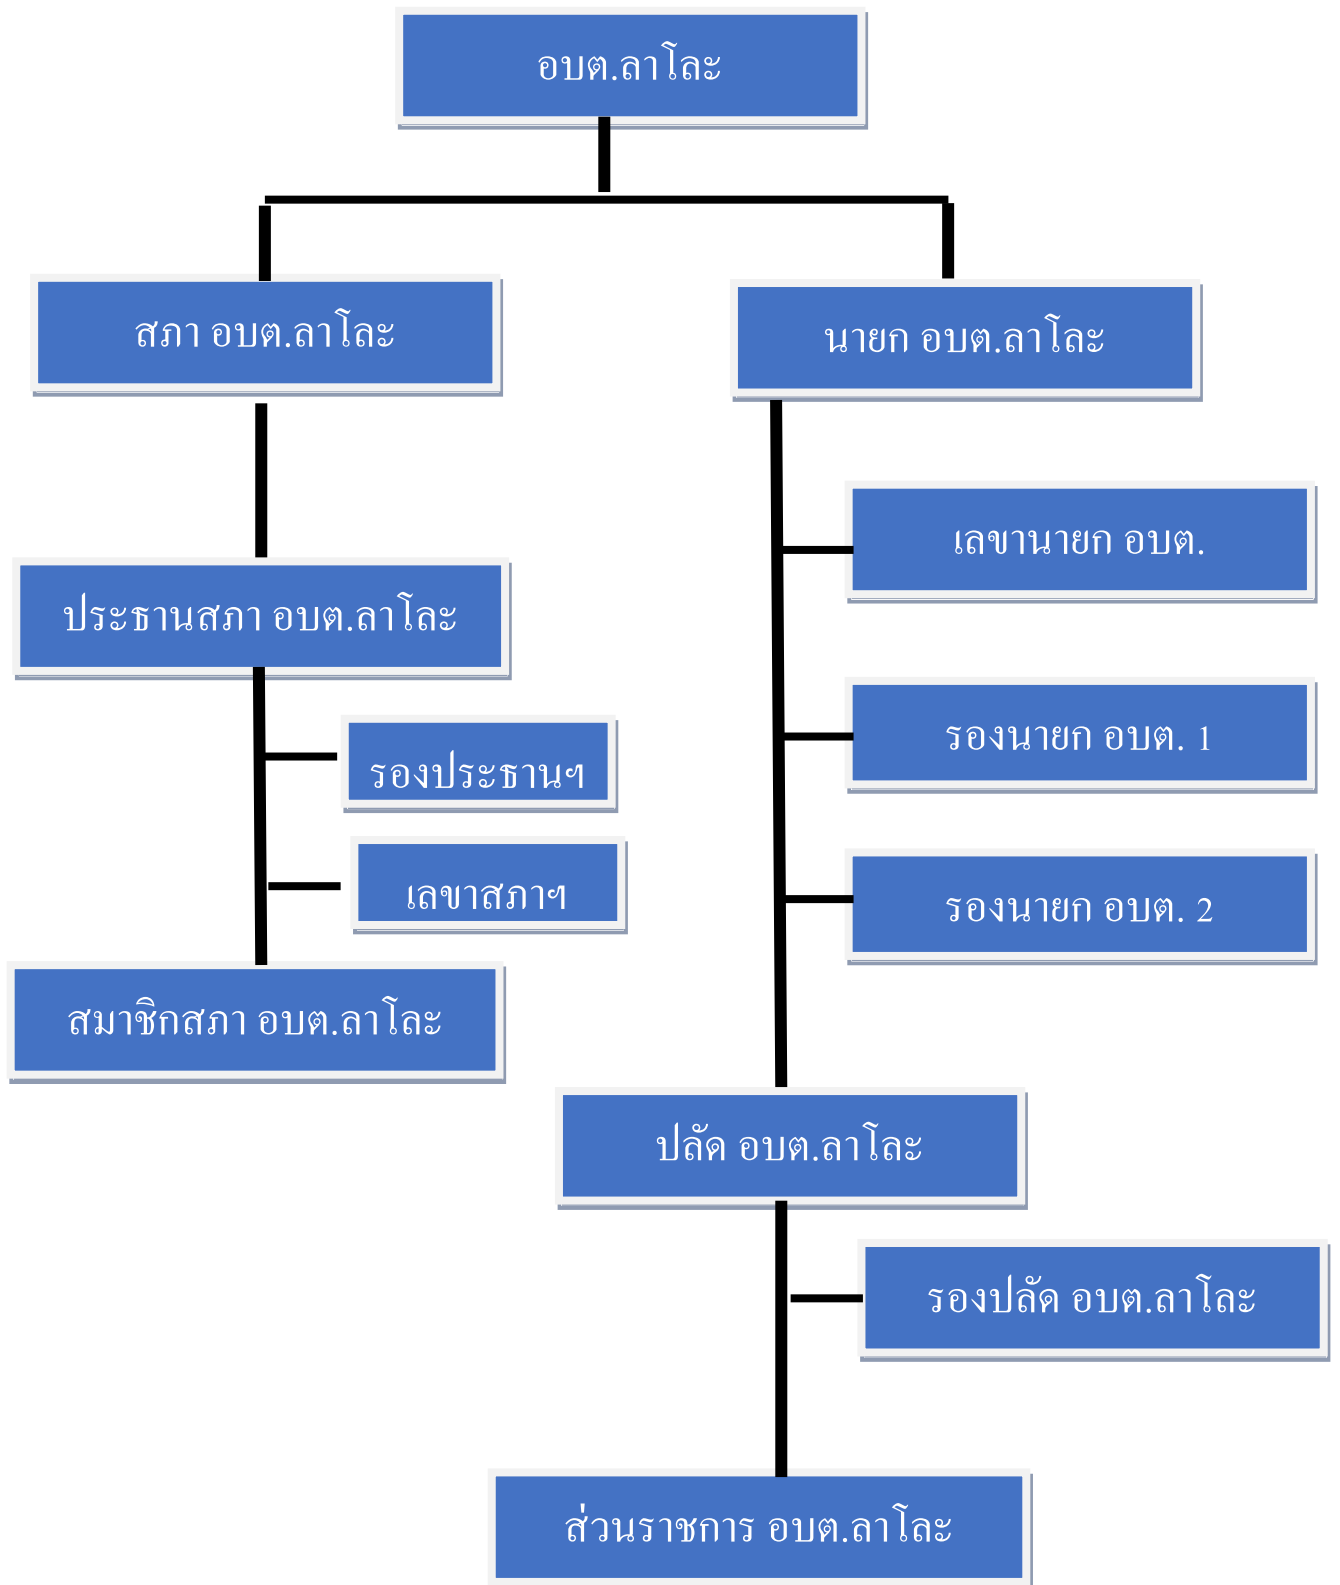 อบต.ลาโละ
สภา อบต.ลาโละ
นายก อบต.ลาโละ
เลขานายก อบต.
ประธานสภา อบต.ลาโละ
รองนายก อบต. 1
รองประธานฯ
เลขาสภาฯ
รองนายก อบต. 2
สมาชิกสภา อบต.ลาโละ
ปลัด อบต.ลาโละ
รองปลัด อบต.ลาโละ
ส่วนราชการ อบต.ลาโละ